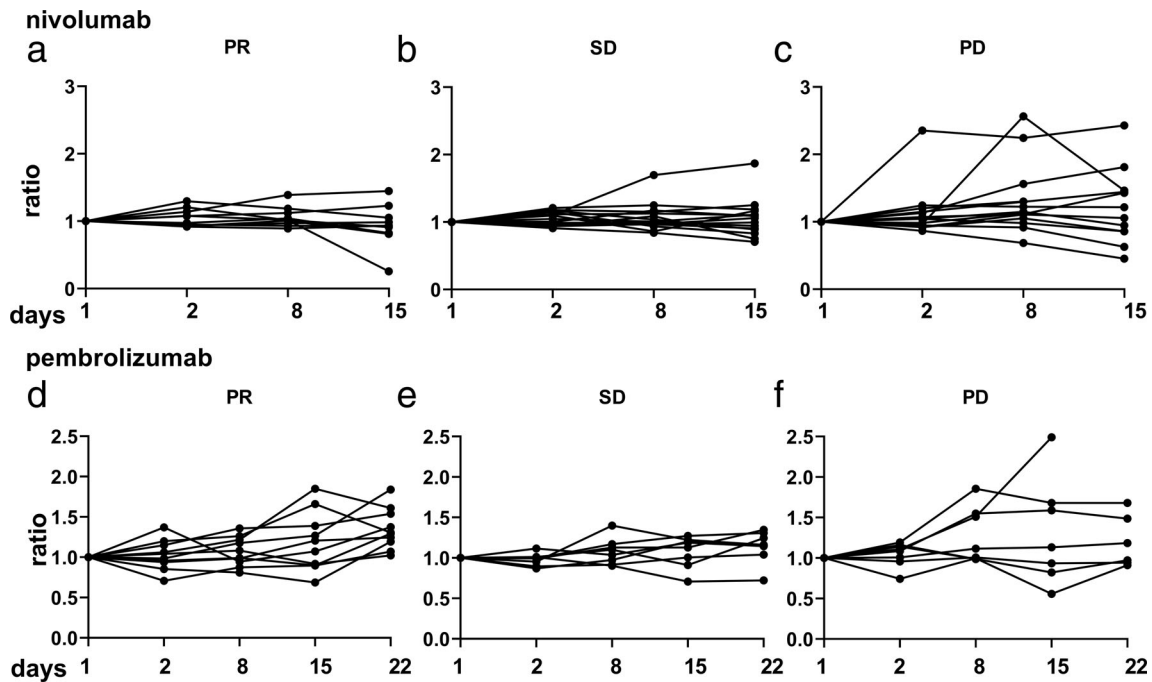 nivolumab
a PR b SD c PD
3 3 3
2 2 2
1 1 1
0 0 0
ratio
days 1 2 8 15 1 2 8 15 1 2 8 15
pembrolizumab
d PR e SD f PD
2.5 2.5 2.5
2.0 2.0 2.0
1.5 1.5 1.5
1.0 1.0 1.0
0.5 0.5 0.5
0.0 0.0 0.0
ratio
days 1 2 8 15 22 1 2 8 15 22 1 2 8 15 22